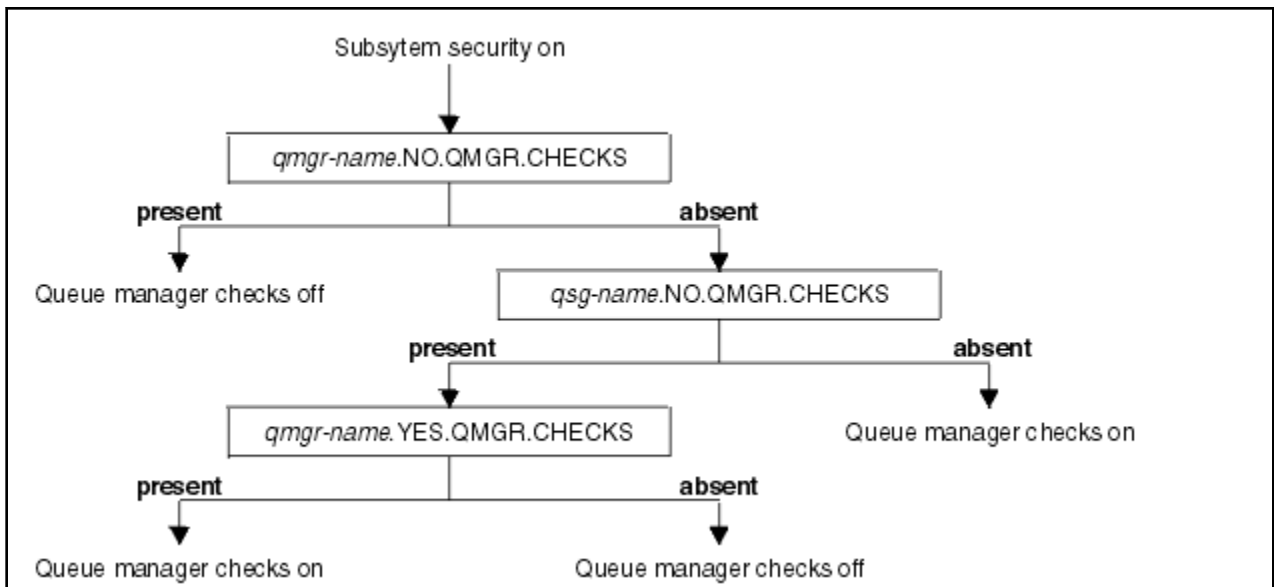 Subsytem security on
qmgr-name.NO.QMGR.CHECKS
present absent
Queue manager checks off qsg-name.NO.QMGR.CHECKS
present absent
qmgr-name.YES.QMGR.CHECKS Queue manager checks on
present absent
Queue manager checks on Queue manager checks off